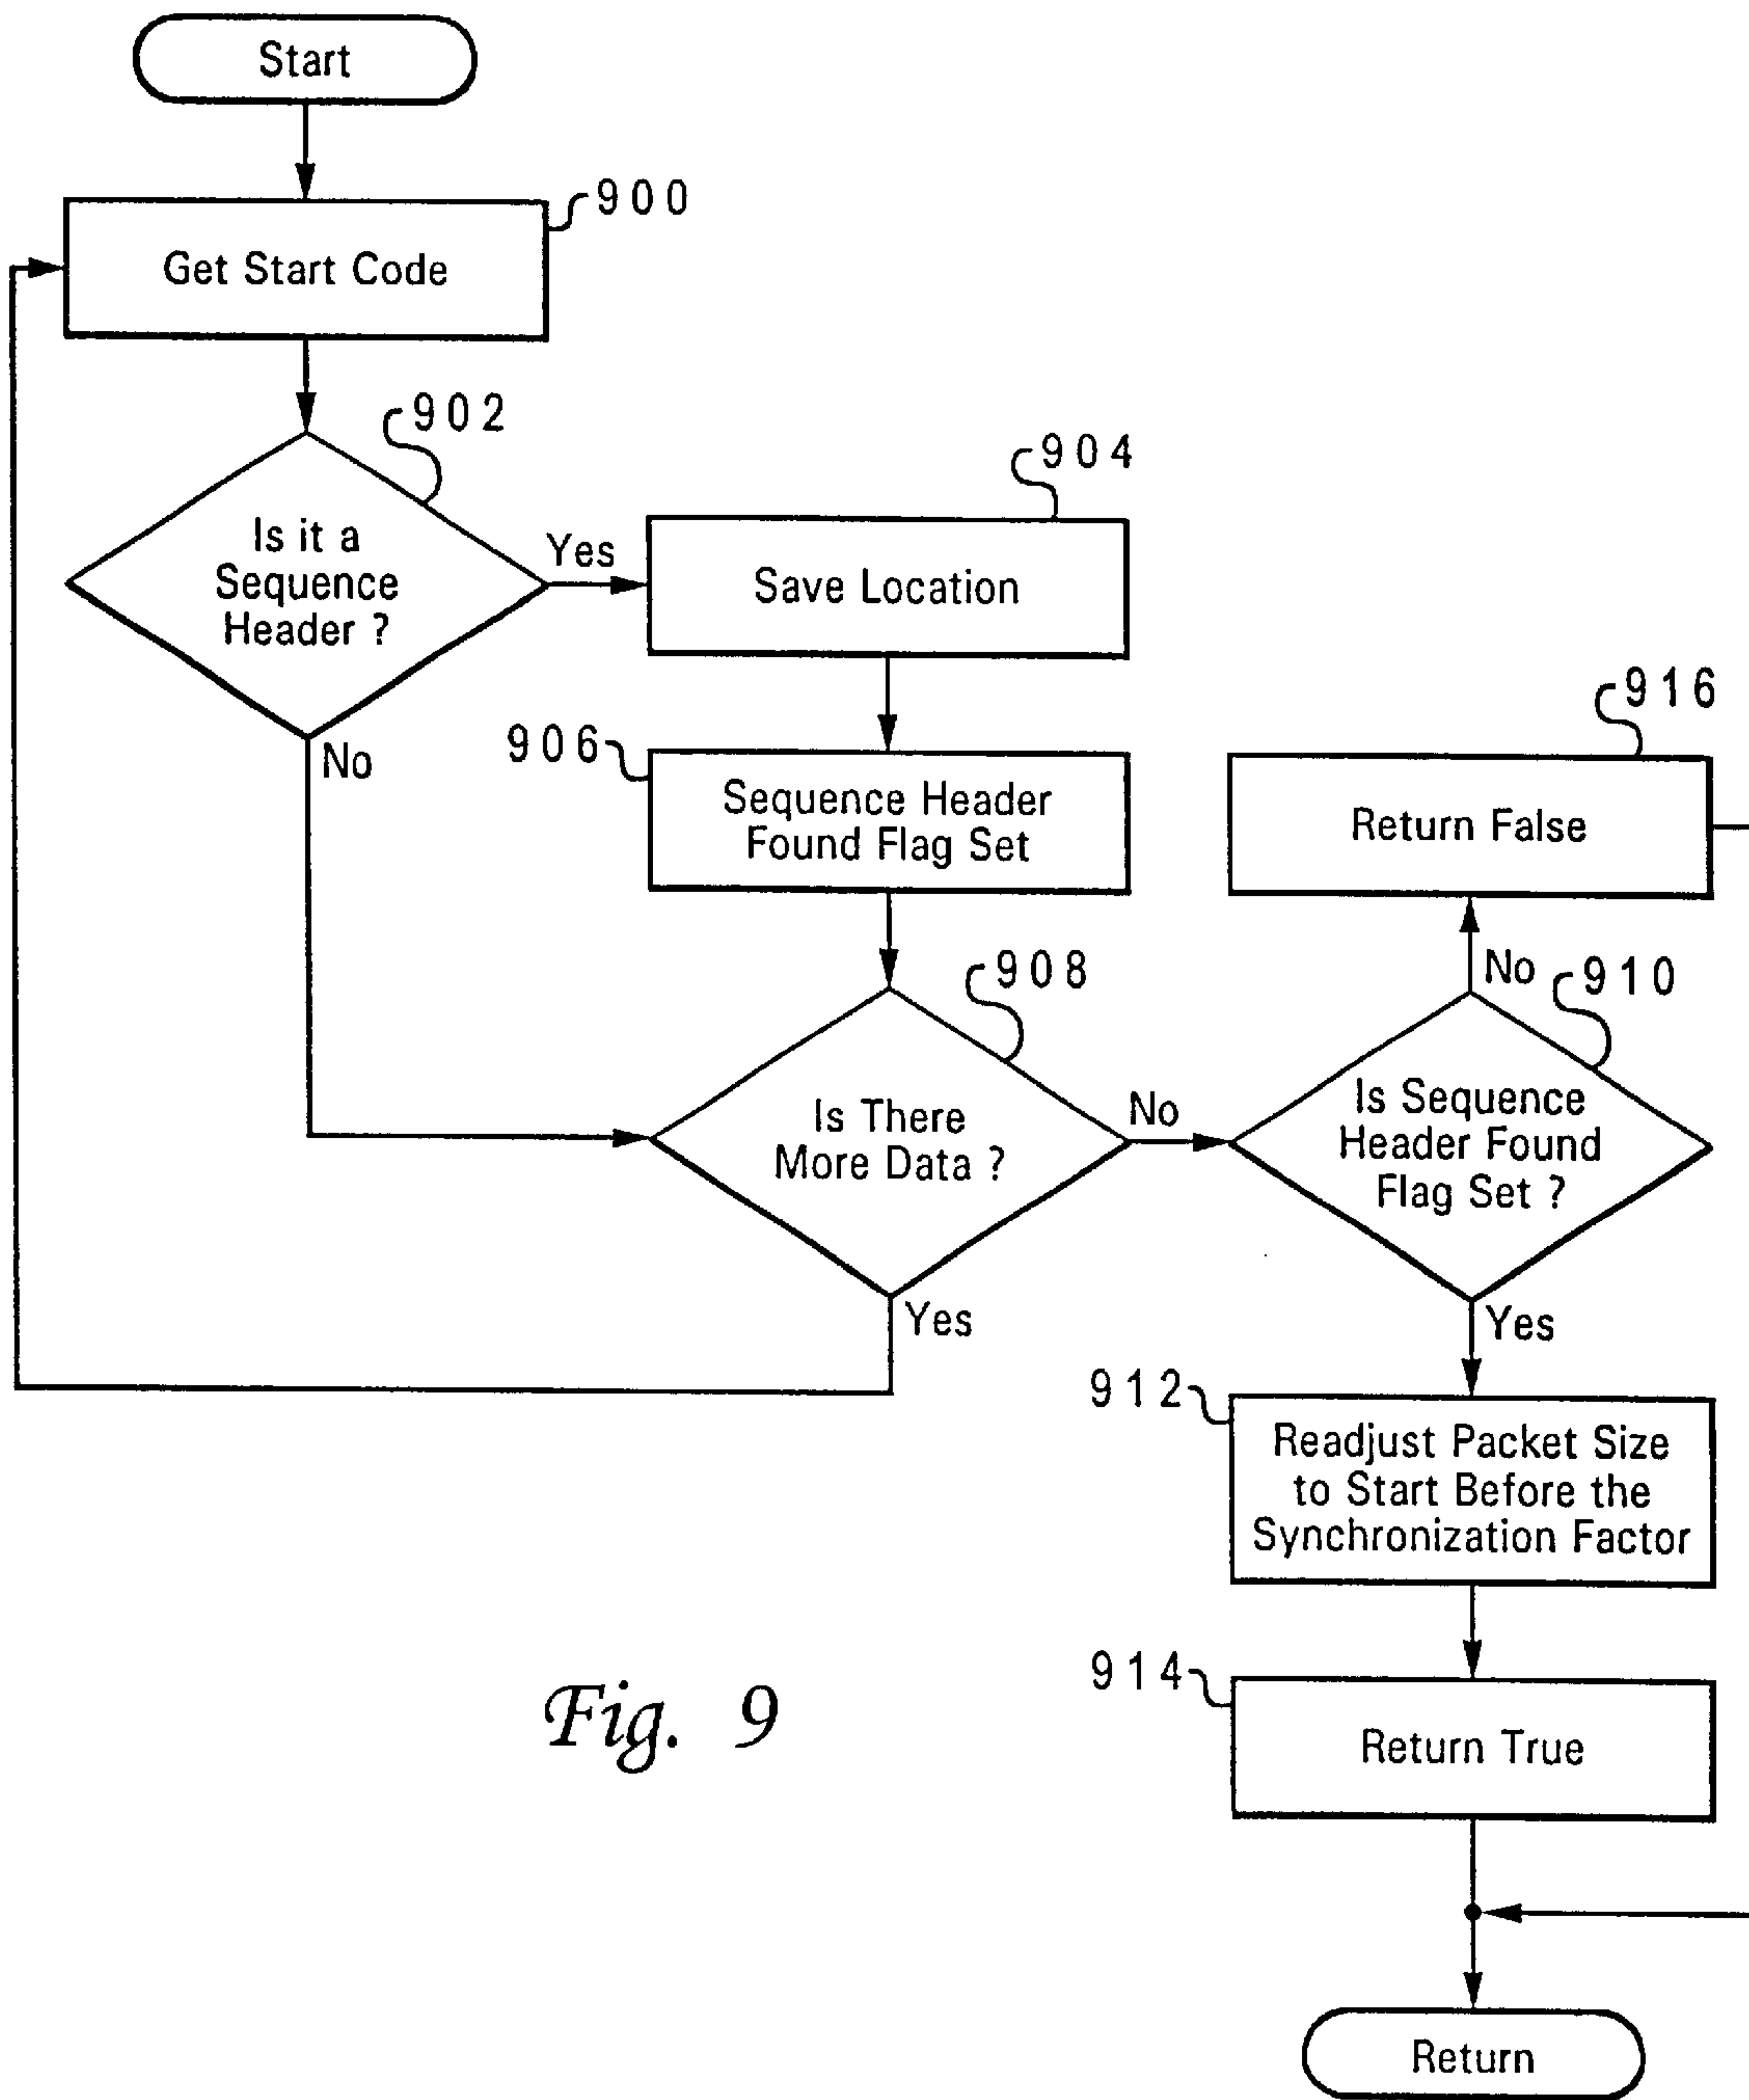 Start
900
Get Start Code
902
Is it a
Sequence
Header ?
Yes
No
904
Save Location
906
Sequence Header
Found Flag Set
908
Is There
More Data ?
No
Yes
916
Return False
No
910
Is Sequence
Header Found
Flag Set ?
Yes
912
Readjust Packet Size
to Start Before the
Synchronization Factor
914
Return True
Return
Fig. 9